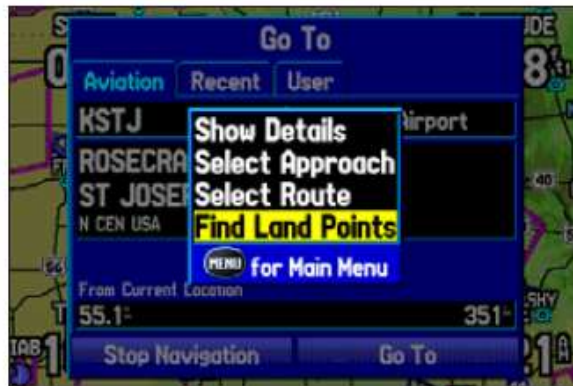 Go To
Aviation Recent User
KSTJ Airport
Show Details
ROSECRA Select Approach
ST JOSE Select Route
N CEN USA Find Land Points
MENU for Main Menu
From Current Location
55.1 351
Stop Navigation Go To